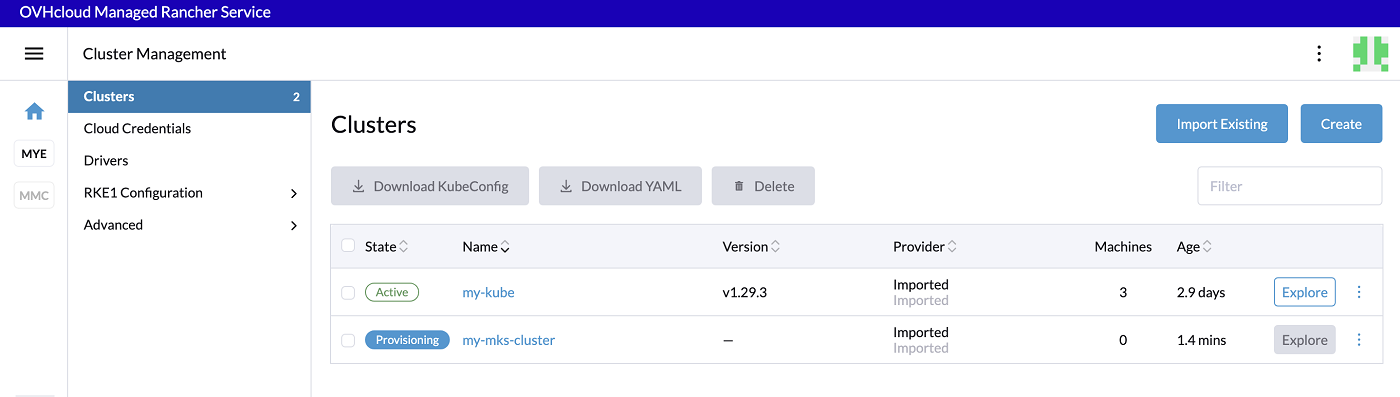 OVHcloud Managed Rancher Service
Cluster Management
Clusters 2
Cloud Credentials
Drivers
RKE1 Configuration
Advanced
MYE
MMC
Clusters
Import Existing
Create
Download KubeConfig
Download YAML
Delete
Filter
State Name Version Provider Machines Age
Active my-kube v1.29.3 Imported 3 2.9 days Explore
Imported
Provisioning my-mks-cluster — Imported 0 1.4 mins Explore
Imported